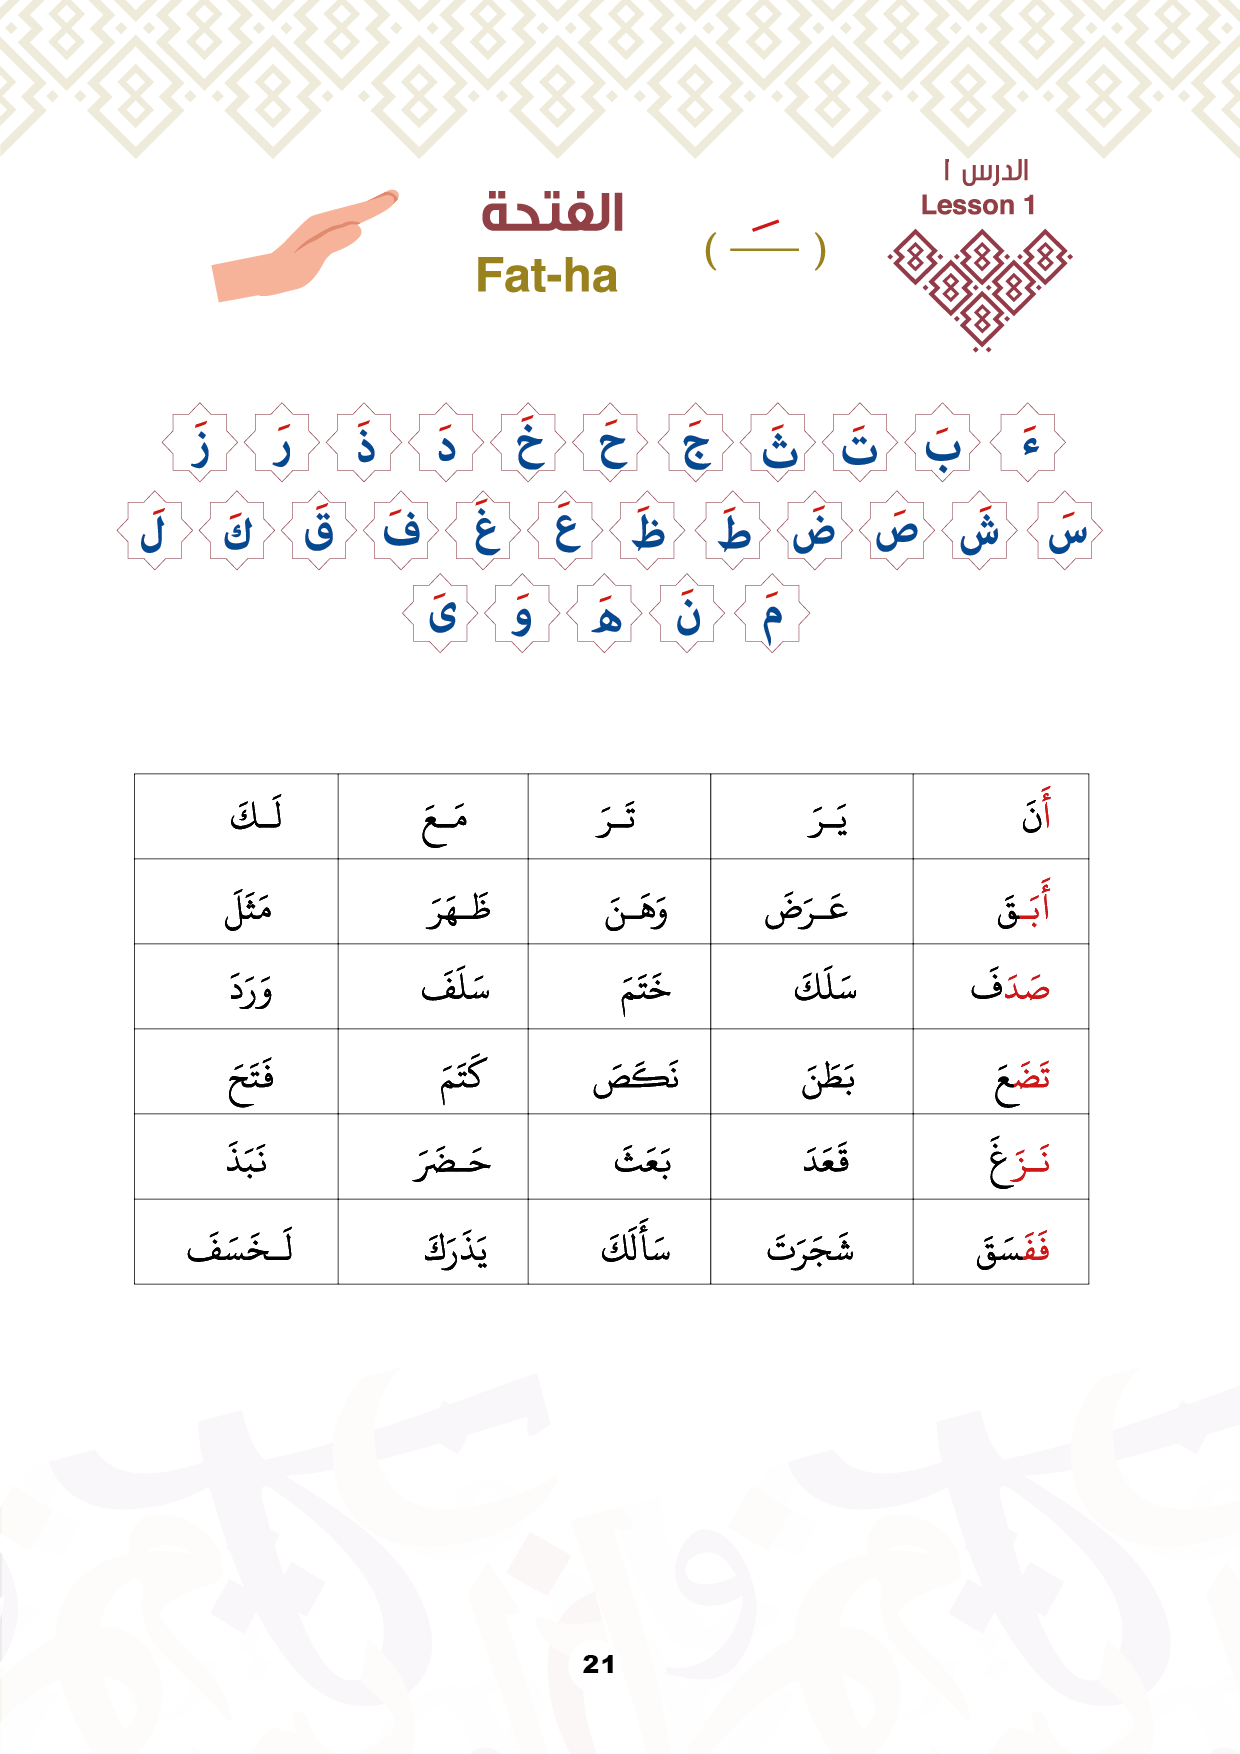 الدرس ١
Lesson 1
الفتحة
Fat-ha
( ـَ )
ءَ بَ تَ ثَ جَ حَ خَ دَ ذَ رَ زَ
سَ شَ صَ ضَ طَ ظَ عَ غَ فَ قَ كَ لَ
مَ نَ هَ وَ ىَ
أَنَ يَـرَ تَـرَ مَـعَ لَـكَ
أَبَـقَ عَـرَضَ وَهَـنَ ظَـهَرَ مَثَلَ
صَدَفَ سَلَكَ خَتَمَ سَلَفَ وَرَدَ
تَضَعَ بَطَنَ نَكَصَ كَتَمَ فَتَحَ
نَـزَغَ قَعَدَ بَعَثَ حَـضَرَ نَبَذَ
فَفَسَقَ شَجَرَتَ سَأَلَكَ يَذَرَكَ لَـخَسَفَ
21